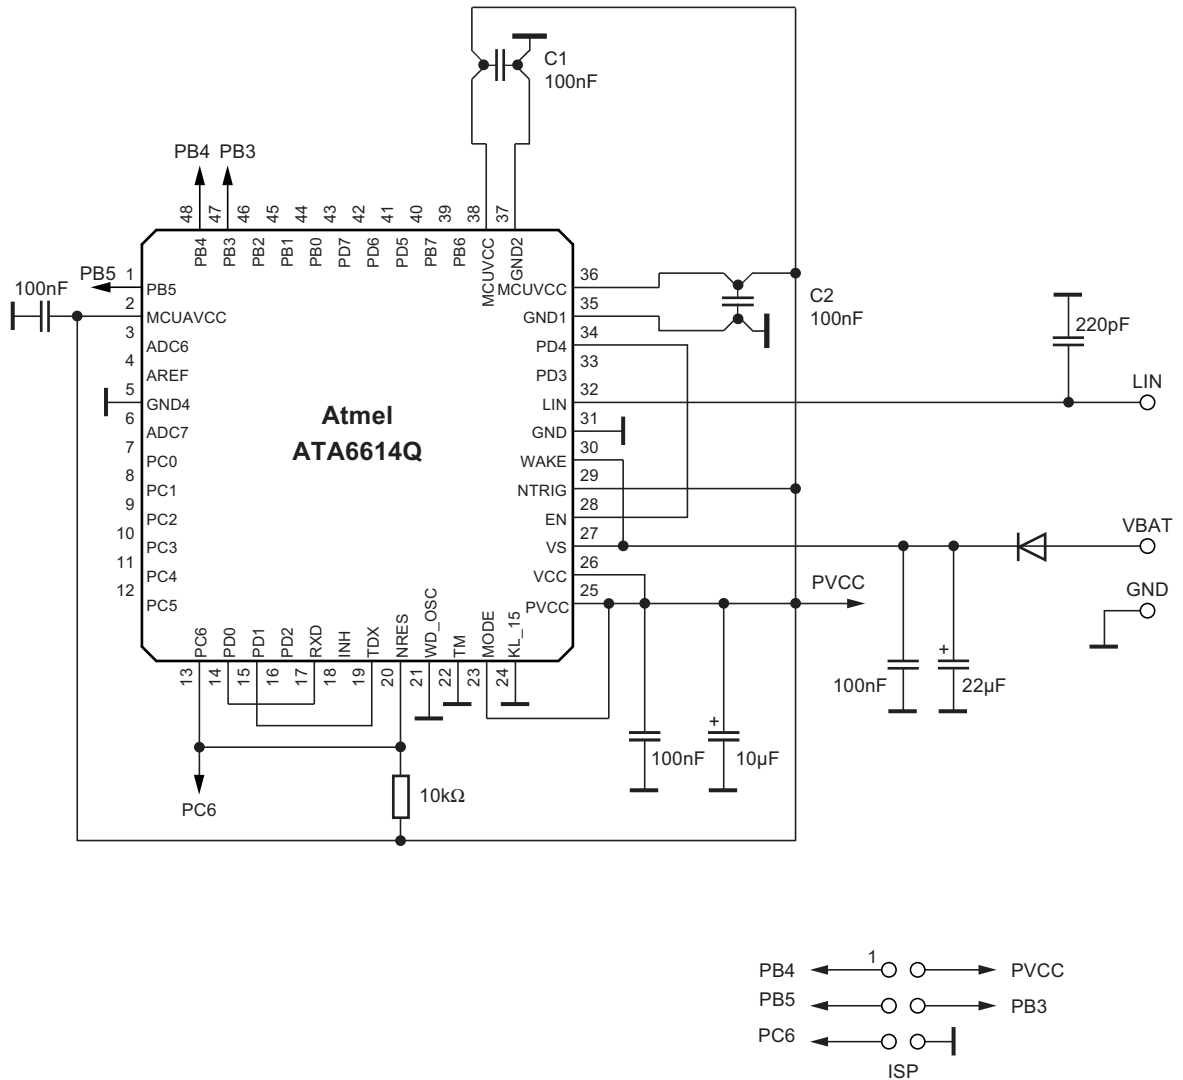 C1
100nF
PB4 PB3
48 47 46 45 44 43 42 41 40 39 38 37
PB4 PB3 PB2 PB1 PB0 PD7 PD6 PD5 PB7 PB6 MCUVCC GND2
PB5
100nF
1 PB5
2 MCUAVCC
3 ADC6
4 AREF
5 GND4
6 ADC7
7 PC0
8 PC1
9 PC2
10 PC3
11 PC4
12 PC5
Atmel
ATA6614Q
MCUVCC 36
GND1 35
PD4 34
PD3 33
LIN 32
GND 31
WAKE 30
NTRIG 29
EN 28
VS 27
VCC 26
PVCC 25
C2
100nF
220pF
LIN
VBAT
GND
PVCC
PC6 PD0 PD1 PD2 RXD INH TDX NRES WD_OSC TM MODE KL_15
13 14 15 16 17 18 19 20 21 22 23 24
100nF
+
22µF
100nF
+
10µF
PC6
10kΩ
PB4 1 PVCC
PB5 PB3
PC6
ISP